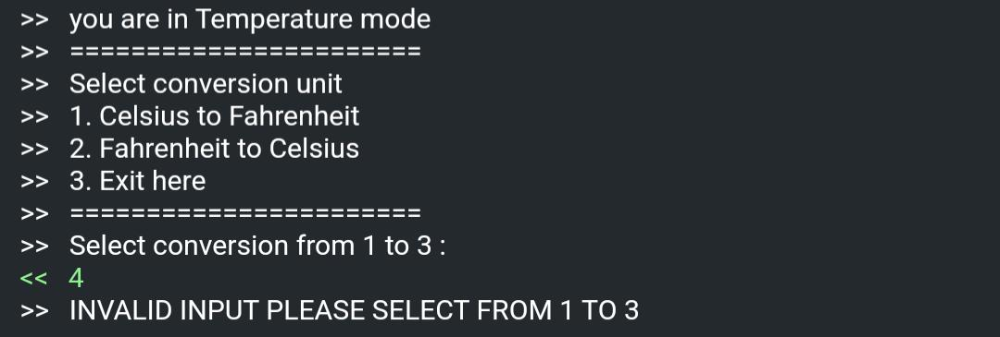 >> you are in Temperature mode
>> =======================
>> Select conversion unit
>> 1. Celsius to Fahrenheit
>> 2. Fahrenheit to Celsius
>> 3. Exit here
>> =======================
>> Select conversion from 1 to 3 :
<< 4
>> INVALID INPUT PLEASE SELECT FROM 1 TO 3